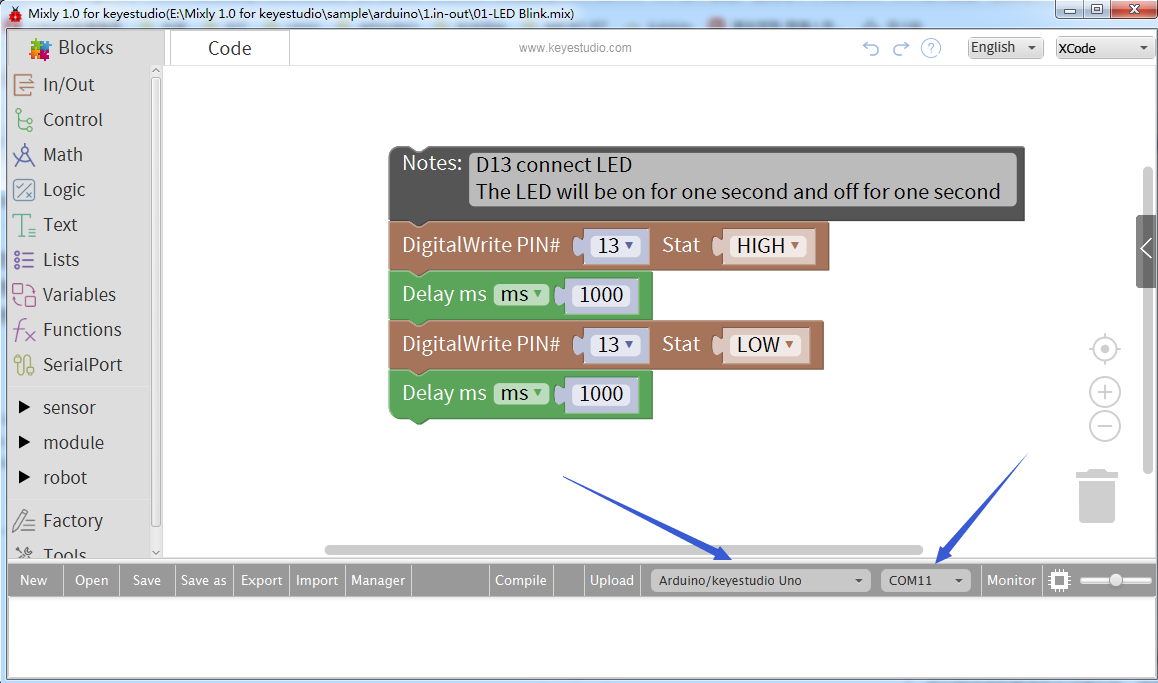 Mixly 1.0 for keyestudio(E:\Mixly 1.0 for keyestudio\sample\arduino\1.in-out\01-LED Blink.mix)
Blocks
Code
www.keyestudio.com
?
English
XCode
In/Out
Control
Math
Logic
Text
Lists
Variables
Functions
SerialPort
sensor
module
robot
Factory
Tools
Notes:
D13 connect LED
The LED will be on for one second and off for one second
DigitalWrite PIN# 13 Stat HIGH
Delay ms ms 1000
DigitalWrite PIN# 13 Stat LOW
Delay ms ms 1000
New Open Save Save as Export Import Manager Compile Upload Arduino/keyestudio Uno COM11 Monitor